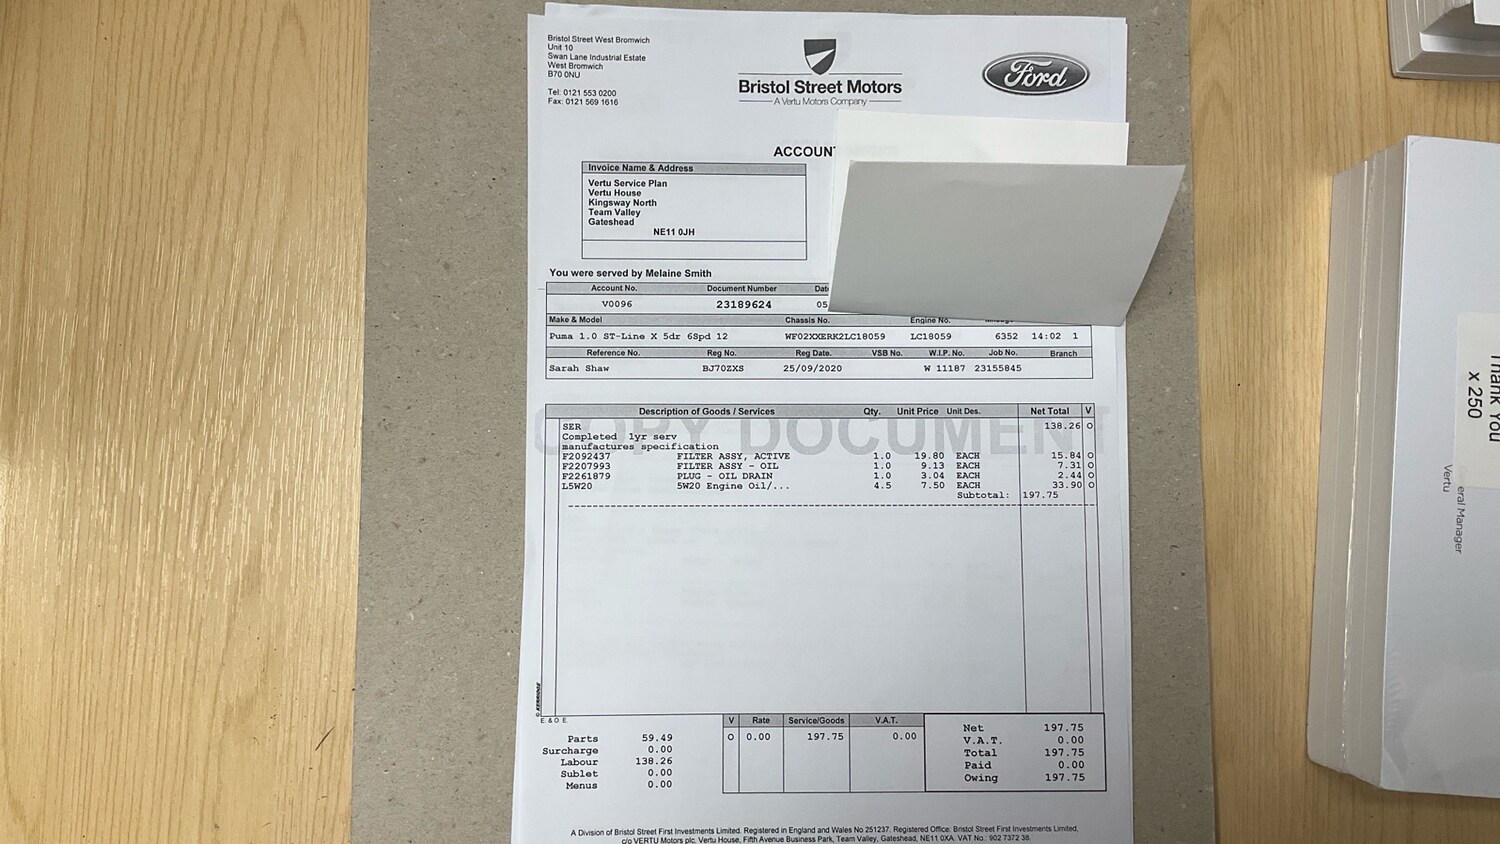 Bristol Street West Bromwich
Unit 10
Swan Lane Industrial Estate
West Bromwich
B70 0NU
Tel: 0121 553 0200
Fax: 0121 569 1616
Bristol Street Motors
A Vertu Motors Company
Ford
ACCOUN
Invoice Name & Address
Vertu Service Plan
Vertu House
Kingsway North
Team Valley
Gateshead
NE11 0JH
You were served by Melaine Smith
Account No. Document Number Dat
V0096 23189624 05
Make & Model Chassis No. Engine No. Mileage
Puma 1.0 ST-Line X 5dr 6Spd 12 WF02XXERK2LC18059 LC18059 6352 14:02 1
Reference No. Reg No. Reg Date. VSB No. W.I.P. No. Job No. Branch
Sarah Shaw BJ70ZXS 25/09/2020 W 11187 23155845
COPY DOCUMENT
Description of Goods / Services Qty. Unit Price Unit Des. Net Total V
SER 138.26 O
Completed 1yr serv
manufactures specification
F2092437 FILTER ASSY, ACTIVE 1.0 19.80 EACH 15.84 O
F2207993 FILTER ASSY - OIL 1.0 9.13 EACH 7.31 O
F2261879 PLUG - OIL DRAIN 1.0 3.04 EACH 2.44 O
L5W20 5W20 Engine Oil/... 4.5 7.50 EACH 33.90 O
Subtotal: 197.75
© KERRIDGE
E. & O. E.
Parts 59.49
Surcharge 0.00
Labour 138.26
Sublet 0.00
Menus 0.00
V Rate Service/Goods V.A.T.
O 0.00 197.75 0.00
Net 197.75
V.A.T. 0.00
Total 197.75
Paid 0.00
Owing 197.75
A Division of Bristol Street First Investments Limited. Registered in England and Wales No 251237. Registered Office: Bristol Street First Investments Limited,
c/o VERTU Motors plc, Vertu House, Fifth Avenue Business Park, Team Valley, Gateshead, NE11 0XA. VAT No.: 902 7372 38.
Thank You
x 250
eral Manager
Vertu